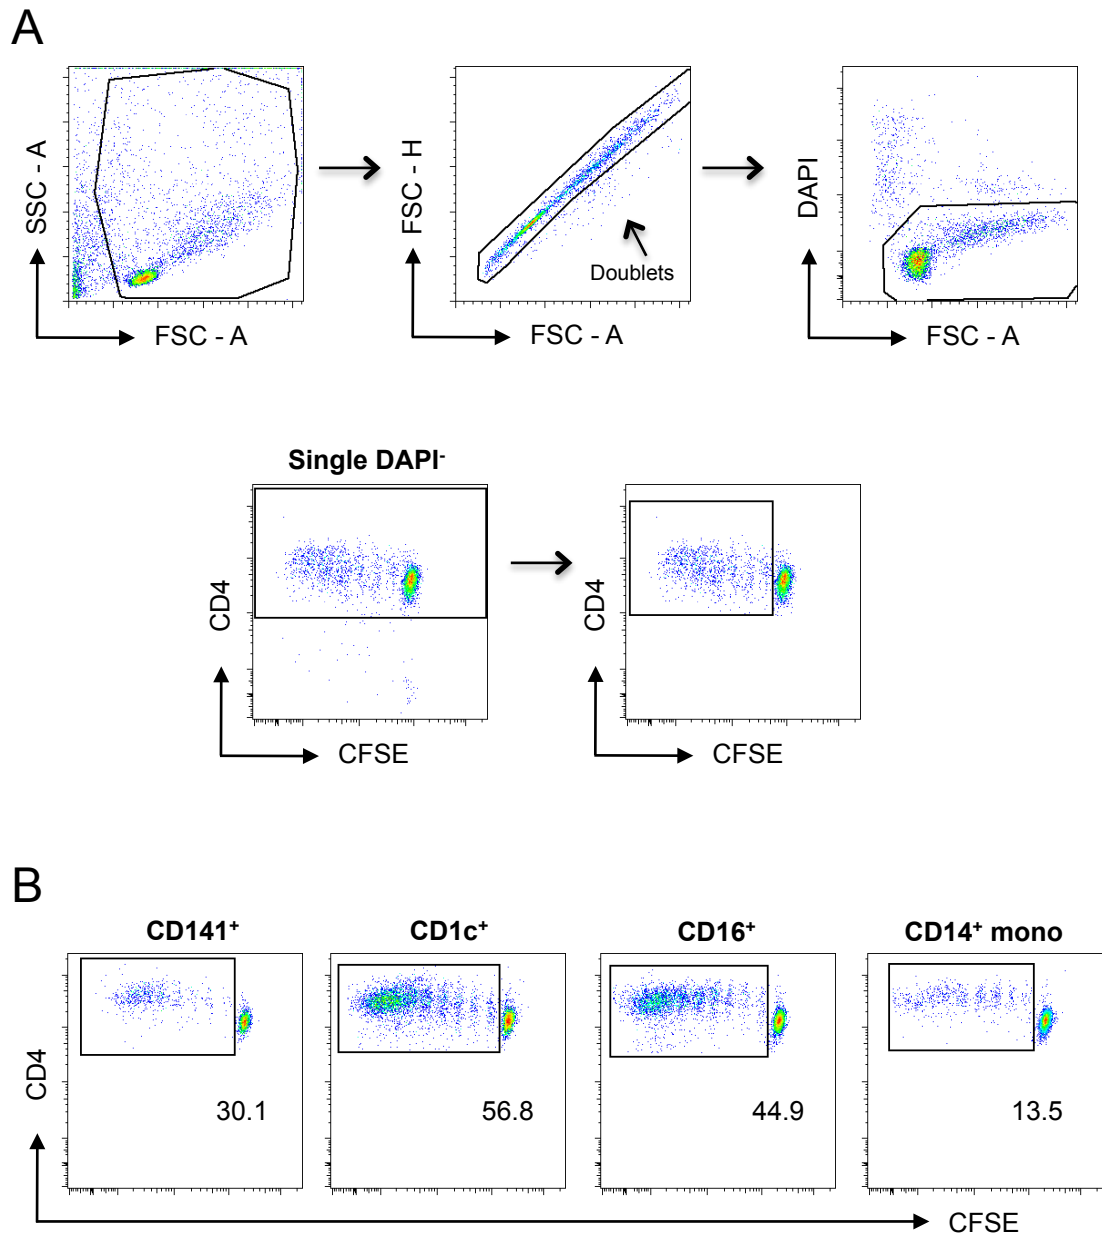 A
SSC - A
FSC - A
FSC - H
Doublets
FSC - A
DAPI
FSC - A
Single DAPI⁻
CD4
CFSE
CD4
CFSE
B
CD141⁺
CD1c⁺
CD16⁺
CD14⁺ mono
CD4
30.1
56.8
44.9
13.5
CFSE